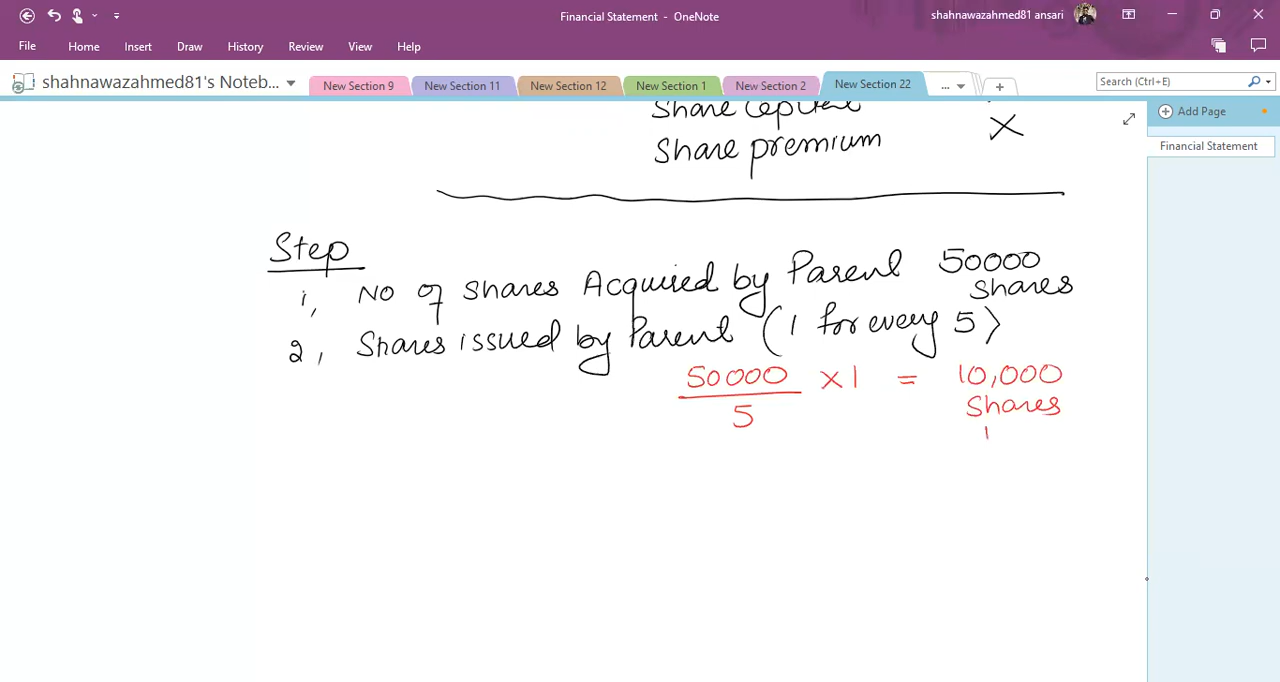 Financial Statement - OneNote
shahnawazahmed81 ansari
File Home Insert Draw History Review View Help
shahnawazahmed81's Noteb... New Section 9 New Section 11 New Section 12 New Section 1 New Section 2 New Section 22 ... Search (Ctrl+E)
Add Page
Financial Statement
Share capital
Share premium X
Step
1, No of Shares Acquired by Parent 50000 Shares
2, Shares issued by Parent (1 for every 5)
50000 / 5 x 1 = 10,000
Shares